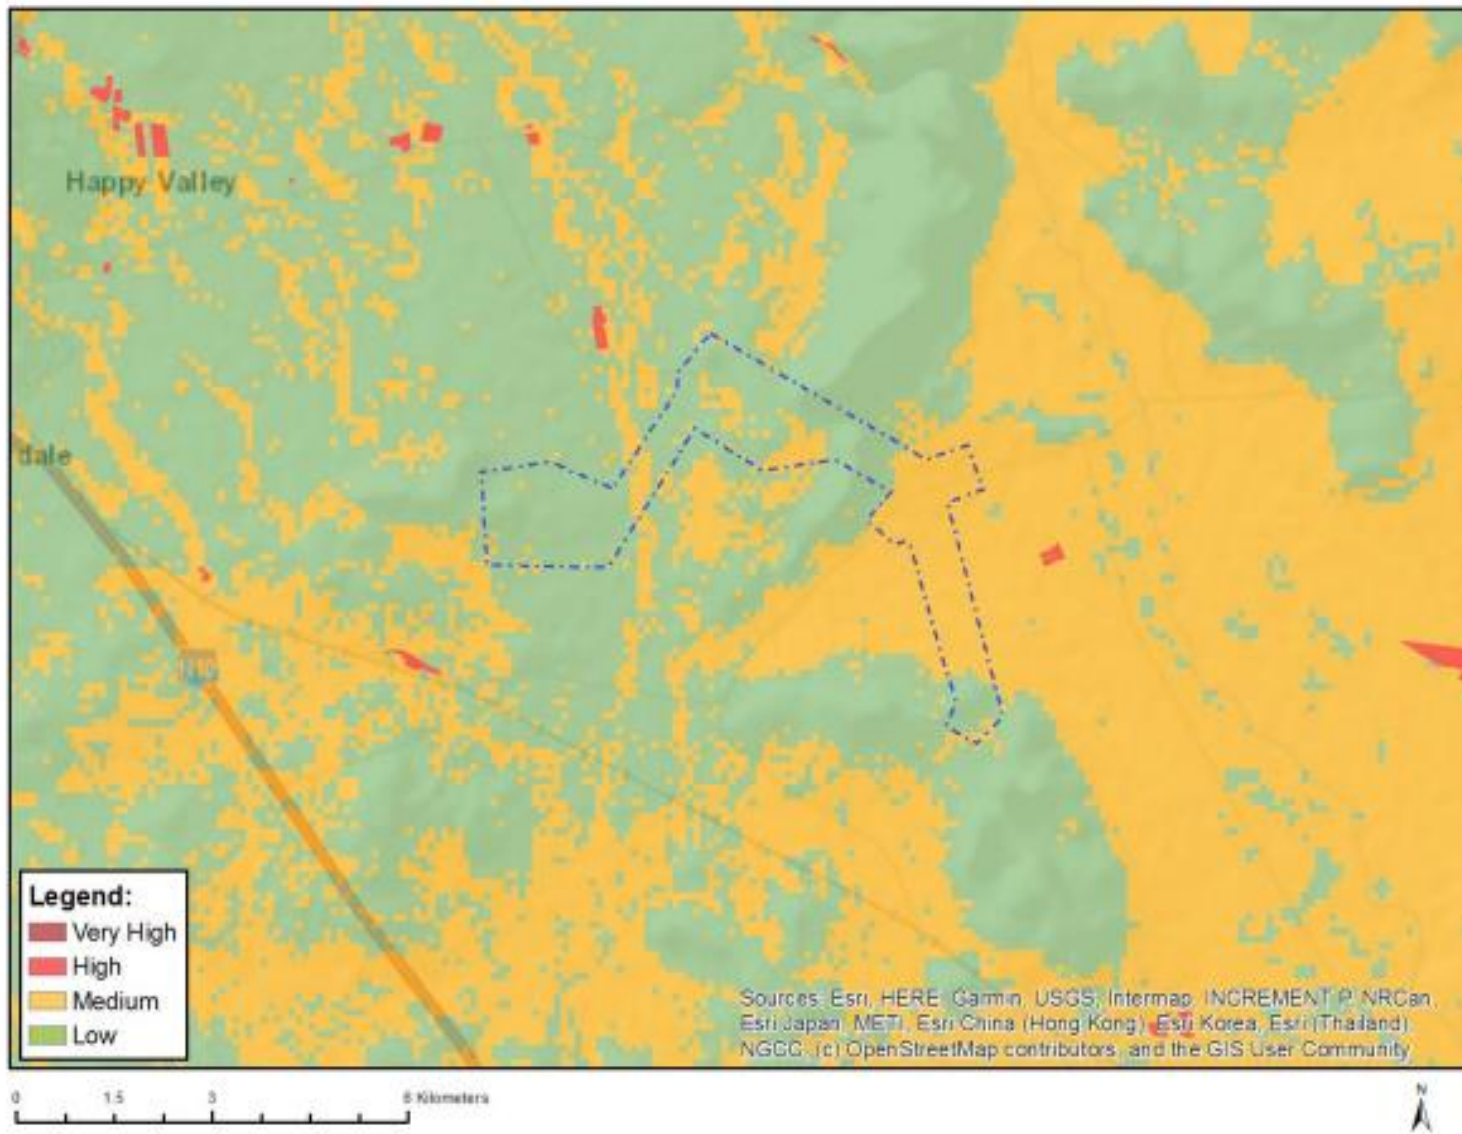 Happy Valley
dale
N10
Legend:
Very High
High
Medium
Low
Sources: Esri, HERE, Garmin, USGS, Intermap, INCREMENT P, NRCan,
Esri Japan, METI, Esri China (Hong Kong), Esri Korea, Esri (Thailand),
NGCC, (c) OpenStreetMap contributors, and the GIS User Community
0 1.5 3 6 Kilometers
N